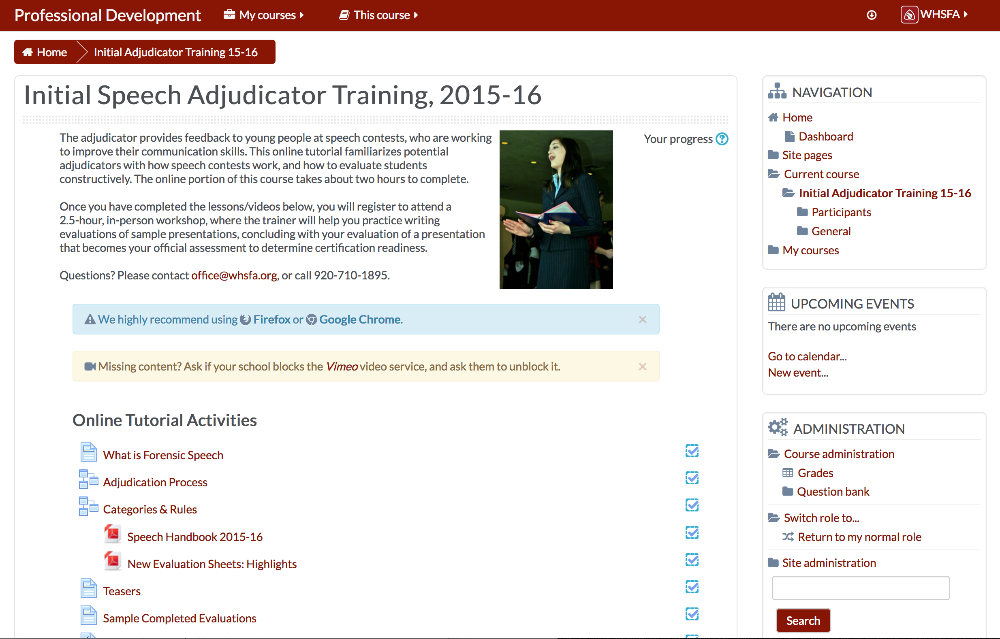 Professional Development
My courses
This course
WHSFA
Home
Initial Adjudicator Training 15-16
Initial Speech Adjudicator Training, 2015-16
The adjudicator provides feedback to young people at speech contests, who are working
to improve their communication skills. This online tutorial familiarizes potential
adjudicators with how speech contests work, and how to evaluate students
constructively. The online portion of this course takes about two hours to complete.
Once you have completed the lessons/videos below, you will register to attend a
2.5-hour, in-person workshop, where the trainer will help you practice writing
evaluations of sample presentations, concluding with your evaluation of a presentation
that becomes your official assessment to determine certification readiness.
Questions? Please contact office@whsfa.org, or call 920-710-1895.
Your progress
We highly recommend using Firefox or Google Chrome.
Missing content? Ask if your school blocks the Vimeo video service, and ask them to unblock it.
Online Tutorial Activities
What is Forensic Speech
Adjudication Process
Categories & Rules
Speech Handbook 2015-16
New Evaluation Sheets: Highlights
Teasers
Sample Completed Evaluations
NAVIGATION
Home
Dashboard
Site pages
Current course
Initial Adjudicator Training 15-16
Participants
General
My courses
UPCOMING EVENTS
There are no upcoming events
Go to calendar...
New event...
ADMINISTRATION
Course administration
Grades
Question bank
Switch role to...
Return to my normal role
Site administration
Search